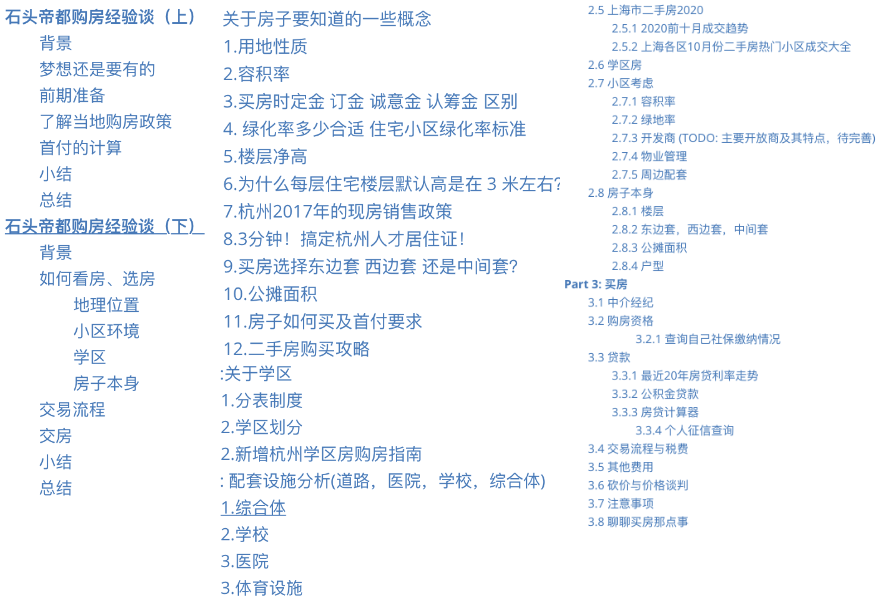 石头帝都购房经验谈（上）
背景
梦想还是要有的
前期准备
了解当地购房政策
首付的计算
小结
总结
石头帝都购房经验谈（下）
背景
如何看房、选房
地理位置
小区环境
学区
房子本身
交易流程
交房
小结
总结
关于房子要知道的一些概念
1.用地性质
2.容积率
3.买房时定金 订金 诚意金 认筹金 区别
4. 绿化率多少合适 住宅小区绿化率标准
5.楼层净高
6.为什么每层住宅楼层默认高是在 3 米左右?
7.杭州2017年的现房销售政策
8.3分钟！搞定杭州人才居住证！
9.买房选择东边套 西边套 还是中间套？
10.公摊面积
11.房子如何买及首付要求
12.二手房购买攻略
:关于学区
1.分表制度
2.学区划分
2.新增杭州学区房购房指南
: 配套设施分析(道路，医院，学校，综合体)
1.综合体
2.学校
3.医院
3.体育设施
2.5 上海市二手房2020
2.5.1 2020前十月成交趋势
2.5.2 上海各区10月份二手房热门小区成交大全
2.6 学区房
2.7 小区考虑
2.7.1 容积率
2.7.2 绿地率
2.7.3 开发商 (TODO: 主要开放商及其特点，待完善)
2.7.4 物业管理
2.7.5 周边配套
2.8 房子本身
2.8.1 楼层
2.8.2 东边套，西边套，中间套
2.8.3 公摊面积
2.8.4 户型
Part 3: 买房
3.1 中介经纪
3.2 购房资格
3.2.1 查询自己社保缴纳情况
3.3 贷款
3.3.1 最近20年房贷利率走势
3.3.2 公积金贷款
3.3.3 房贷计算器
3.3.4 个人征信查询
3.4 交易流程与税费
3.5 其他费用
3.6 砍价与价格谈判
3.7 注意事项
3.8 聊聊买房那点事